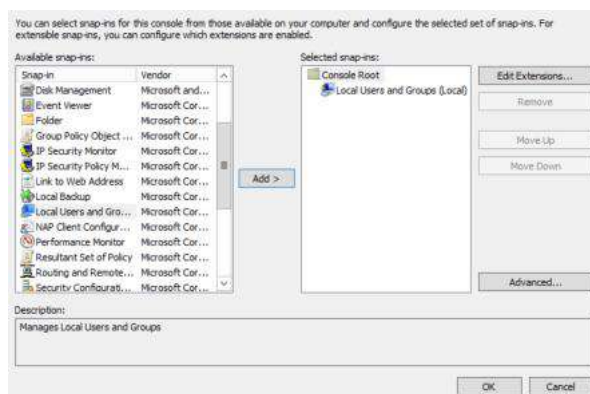 You can select snap-ins for this console from those available on your computer and configure the selected set of snap-ins. For
extensible snap-ins, you can configure which extensions are enabled.
Available snap-ins:
Snap-in Vendor
Disk Management Microsoft and...
Event Viewer Microsoft Cor...
Folder Microsoft Cor...
Group Policy Object ... Microsoft Cor...
IP Security Monitor Microsoft Cor...
IP Security Policy M... Microsoft Cor...
Link to Web Address Microsoft Cor...
Local Backup Microsoft Cor...
Local Users and Gro... Microsoft Cor...
NAP Client Configur... Microsoft Cor...
Performance Monitor Microsoft Cor...
Resultant Set of Policy Microsoft Cor...
Routing and Remote... Microsoft Cor...
Security Configurati... Microsoft Cor...
Add >
Selected snap-ins:
Console Root
Local Users and Groups (Local)
Edit Extensions...
Remove
Move Up
Move Down
Advanced...
Description:
Manages Local Users and Groups
OK Cancel